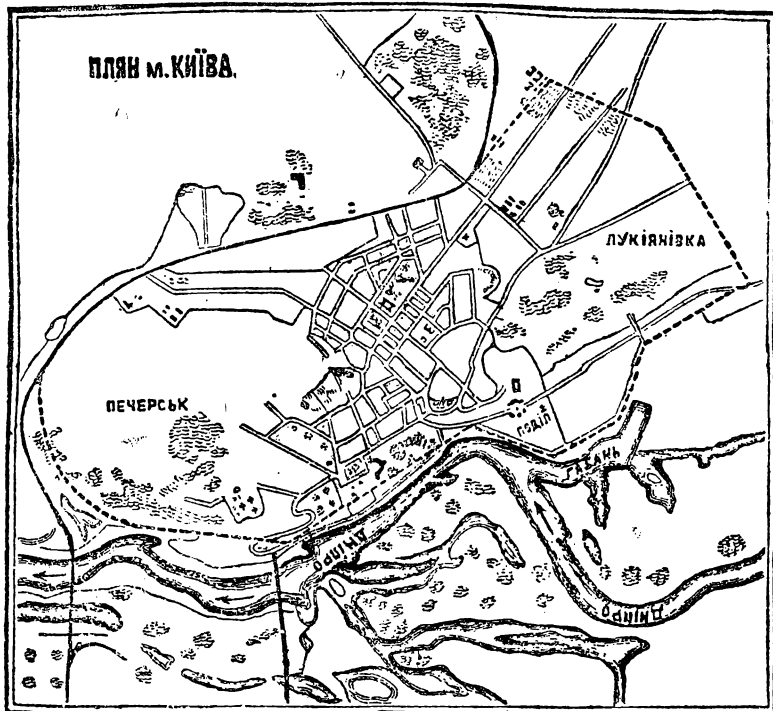 ПЛЯН м. КИЇВА.
ЛУКІЯНІВКА
ПЕЧЕРСЬК
ПОДІЛ
ГАВАНЬ
ДНІПРО
ДНІПРО